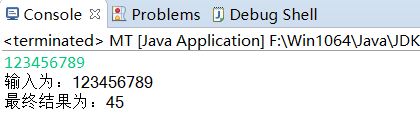 Console Problems Debug Shell
<terminated> MT [Java Application] F:\Win1064\Java\JDK
123456789
输入为：123456789
最终结果为：45